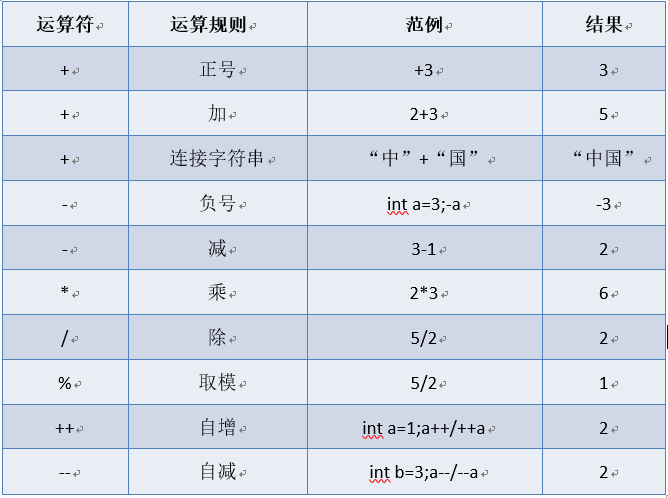 运算符 运算规则 范例 结果
+ 正号 +3 3
+ 加 2+3 5
+ 连接字符串 “中”+“国” “中国”
- 负号 int a=3;-a -3
- 减 3-1 2
* 乘 2*3 6
/ 除 5/2 2
% 取模 5/2 1
++ 自增 int a=1;a++/++a 2
-- 自减 int b=3;a--/--a 2